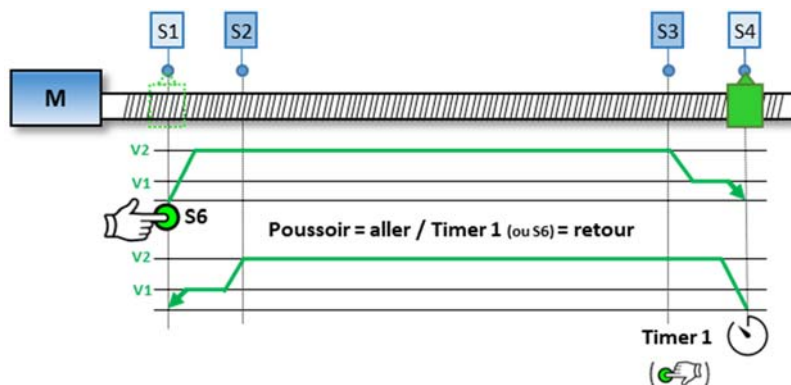 S1 S2 S3 S4
M
V2
V1
S6
Poussoir = aller / Timer 1 (ou S6) = retour
V2
V1
Timer 1
( )